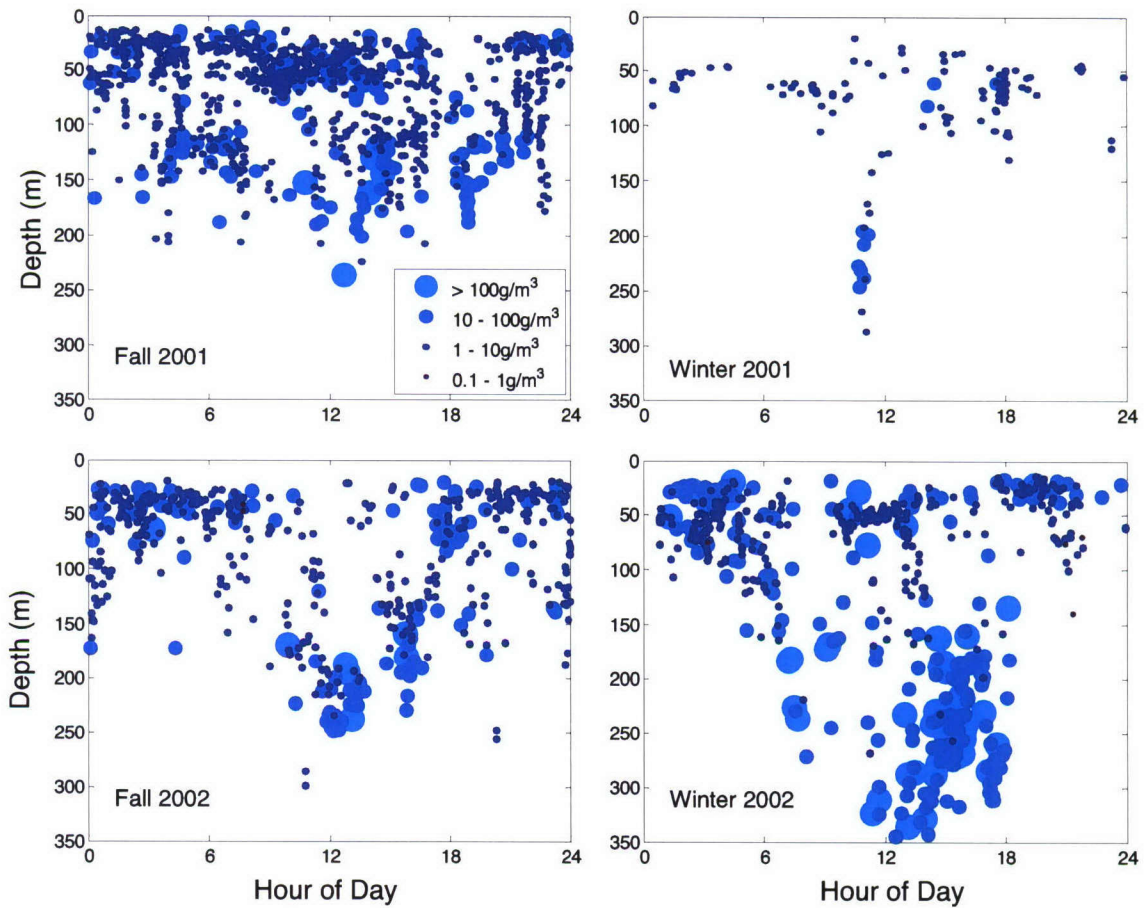 0
50
100
150
200
250
300
350
Depth (m)
Fall 2001
> 100g/m³
10 - 100g/m³
1 - 10g/m³
0.1 - 1g/m³
0 6 12 18 24
0
50
100
150
200
250
300
350
Winter 2001
0 6 12 18 24
0
50
100
150
200
250
300
350
Depth (m)
Fall 2002
0 6 12 18 24
Hour of Day
0
50
100
150
200
250
300
350
Winter 2002
0 6 12 18 24
Hour of Day